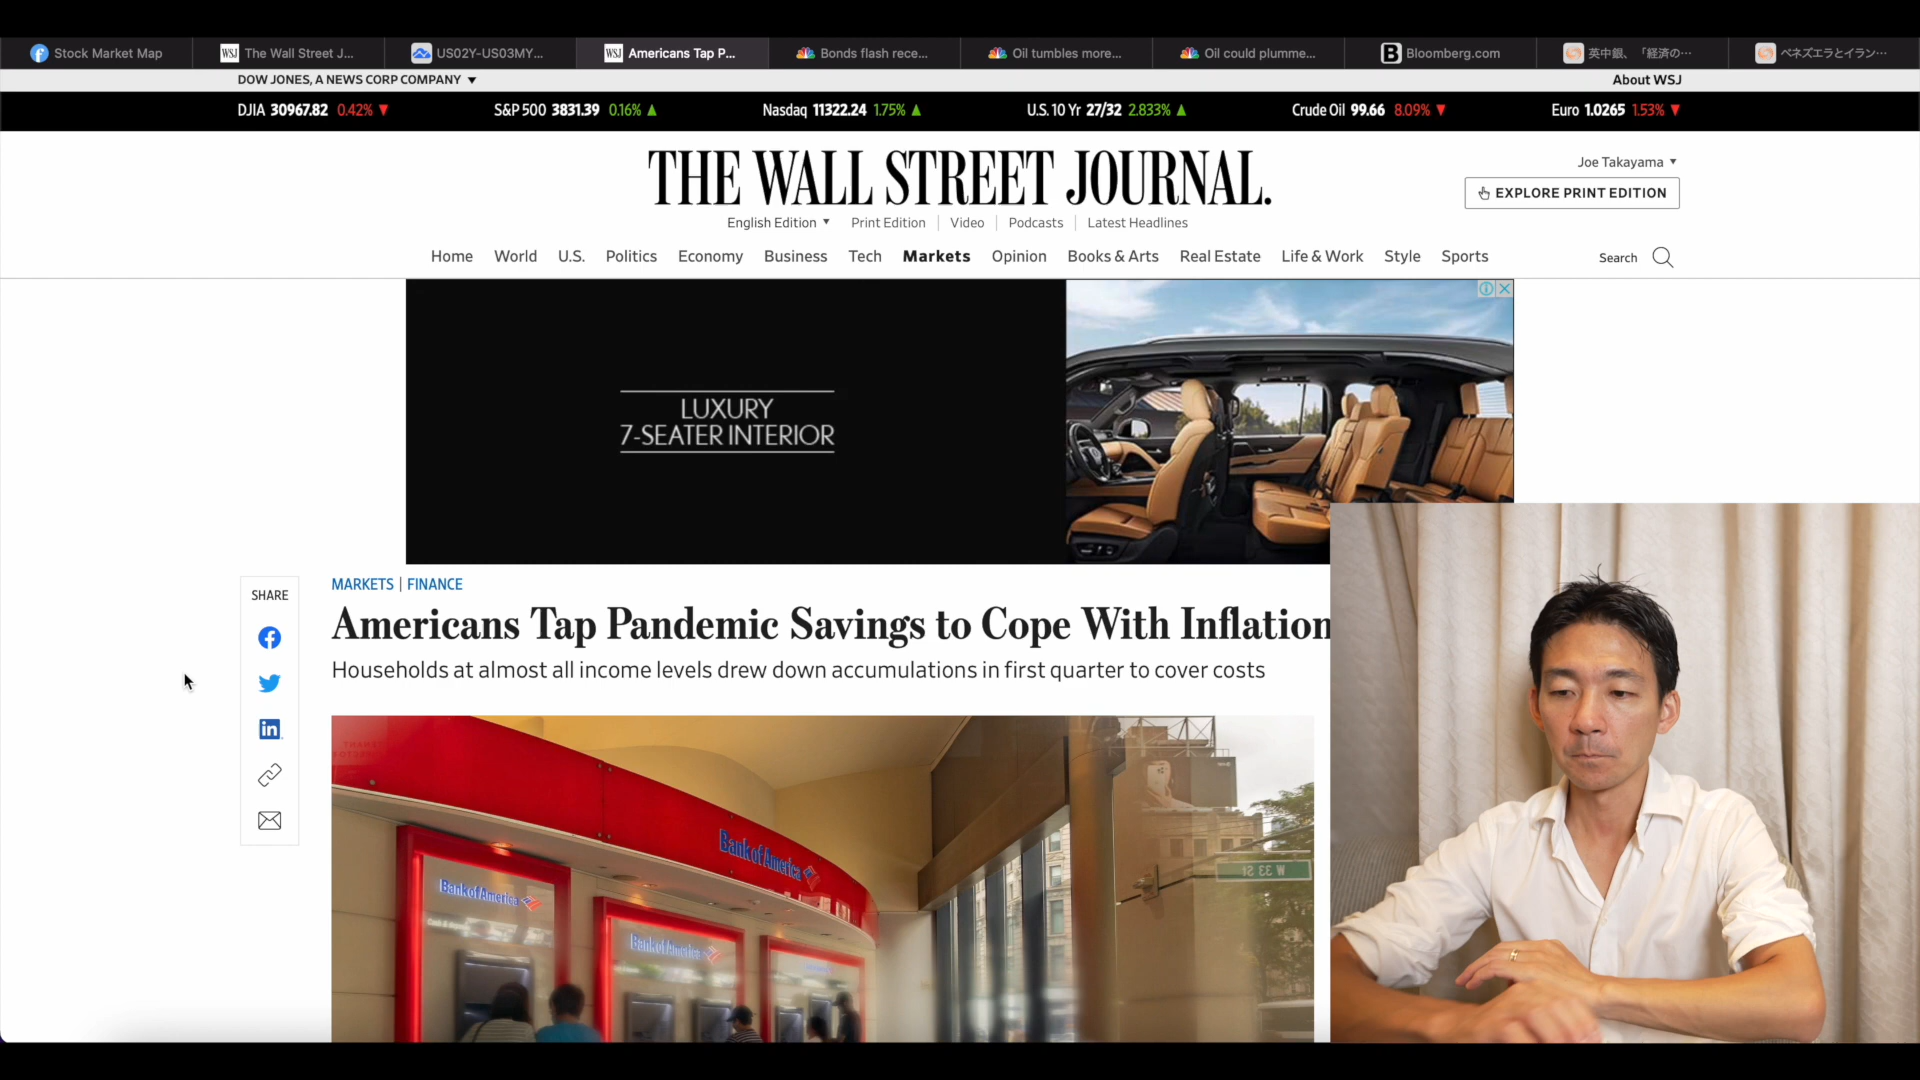 Stock Market Map
WSJ The Wall Street J...
US02Y-US03MY...
WSJ Americans Tap P...
Bonds flash rece...
Oil tumbles more...
Oil could plumme...
B Bloomberg.com
英中銀、「経済の…
ベネズエラとイラン…
DOW JONES, A NEWS CORP COMPANY
About WSJ
DJIA 30967.82 0.42%
S&P 500 3831.39 0.16%
Nasdaq 11322.24 1.75%
U.S. 10 Yr 27/32 2.833%
Crude Oil 99.66 8.09%
Euro 1.0265 1.53%
THE WALL STREET JOURNAL.
Joe Takayama
EXPLORE PRINT EDITION
English Edition Print Edition Video Podcasts Latest Headlines
Home World U.S. Politics Economy Business Tech Markets Opinion Books & Arts Real Estate Life & Work Style Sports
Search
LUXURY
7-SEATER INTERIOR
SHARE
MARKETS | FINANCE
Americans Tap Pandemic Savings to Cope With Inflation
Households at almost all income levels drew down accumulations in first quarter to cover costs
in
Bank of America
Bank of America
Bank of America
W 33 St